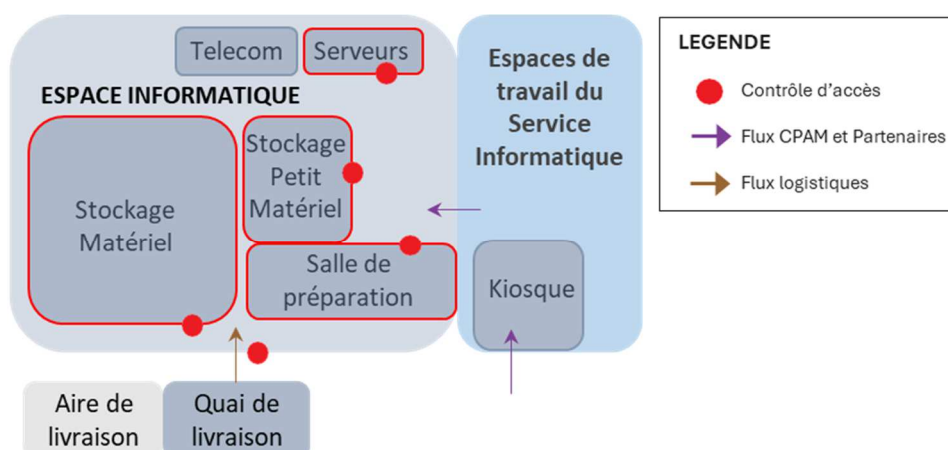 Telecom
Serveurs
ESPACE INFORMATIQUE
Stockage
Matériel
Stockage
Petit
Matériel
Salle de
préparation
Espaces de
travail du
Service
Informatique
Kiosque
Aire de
livraison
Quai de
livraison
LEGENDE
Contrôle d’accès
Flux CPAM et Partenaires
Flux logistiques